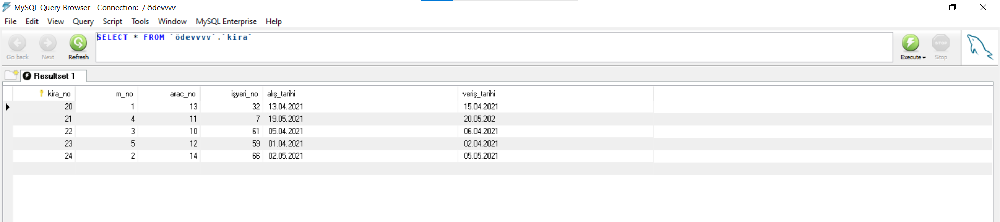 MySQL Query Browser - Connection:  / ödevvvv
File Edit View Query Script Tools Window MySQL Enterprise Help
SELECT * FROM `ödevvvv`.`kira`
Go back Next Refresh Execute STOP Stop
Resultset 1
kira_no m_no arac_no işyeri_no alış_tarihi veriş_tarihi
20 1 13 32 13.04.2021 15.04.2021
21 4 11 7 19.05.2021 20.05.202
22 3 10 61 05.04.2021 06.04.2021
23 5 12 59 01.04.2021 02.04.2021
24 2 14 66 02.05.2021 05.05.2021